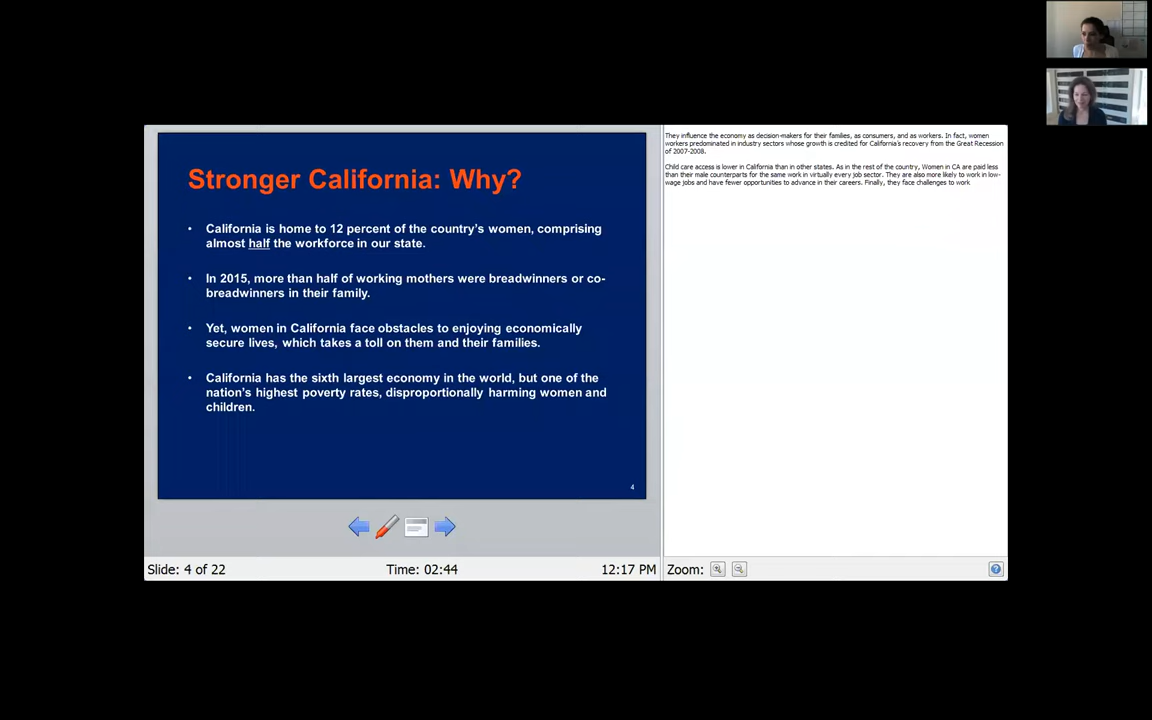 Stronger California: Why?
• California is home to 12 percent of the country's women, comprising
almost half the workforce in our state.
• In 2015, more than half of working mothers were breadwinners or co-
breadwinners in their family.
• Yet, women in California face obstacles to enjoying economically
secure lives, which takes a toll on them and their families.
• California has the sixth largest economy in the world, but one of the
nation's highest poverty rates, disproportionally harming women and
children.
4
Slide: 4 of 22
Time: 02:44
12:17 PM
They influence the economy as decision-makers for their families, as consumers, and as workers. In fact, women
workers predominated in industry sectors whose growth is credited for California's recovery from the Great Recession
of 2007-2008.
Child care access is lower in California than in other states. As in the rest of the country, Women in CA are paid less
than their male counterparts for the same work in virtually every job sector. They are also more likely to work in low-
wage jobs and have fewer opportunities to advance in their careers. Finally, they face challenges to work
Zoom: